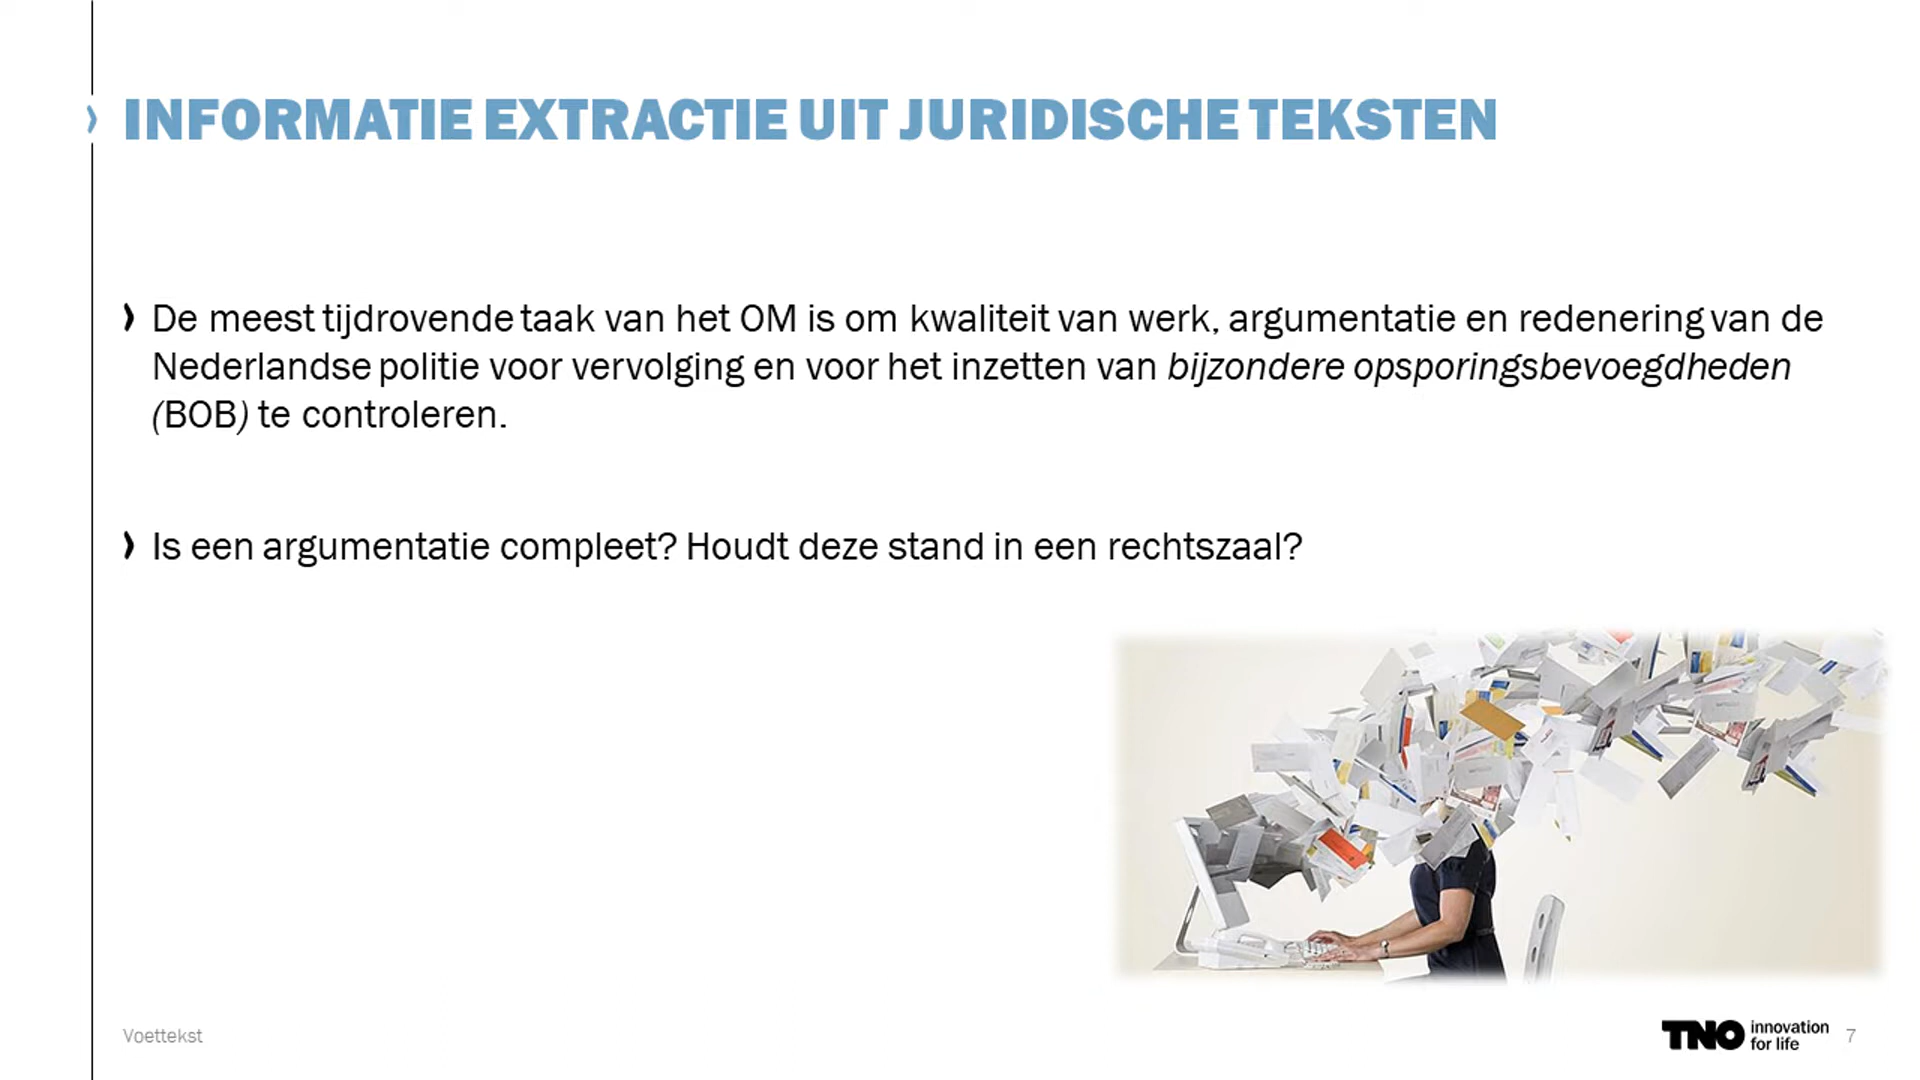 INFORMATIE EXTRACTIE UIT JURIDISCHE TEKSTEN
De meest tijdrovende taak van het OM is om kwaliteit van werk, argumentatie en redenering van de
Nederlandse politie voor vervolging en voor het inzetten van bijzondere opsporingsbevoegdheden
(BOB) te controleren.
Is een argumentatie compleet? Houdt deze stand in een rechtszaal?
Voettekst
TNO innovation
for life
7